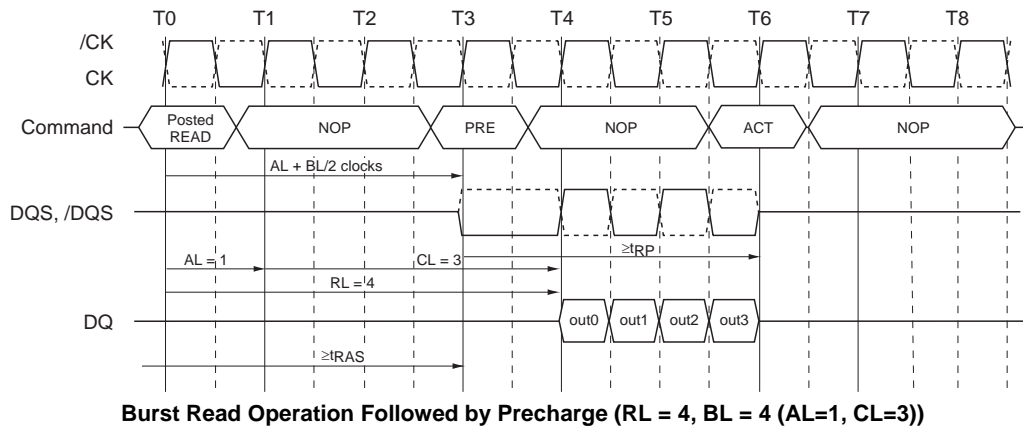 T0 T1 T2 T3 T4 T5 T6 T7 T8
/CK
CK
Command Posted READ NOP PRE NOP ACT NOP
AL + BL/2 clocks
DQS, /DQS
≥tRP
AL = 1 CL = 3
RL = 4
DQ out0 out1 out2 out3
≥tRAS
Burst Read Operation Followed by Precharge (RL = 4, BL = 4 (AL=1, CL=3))